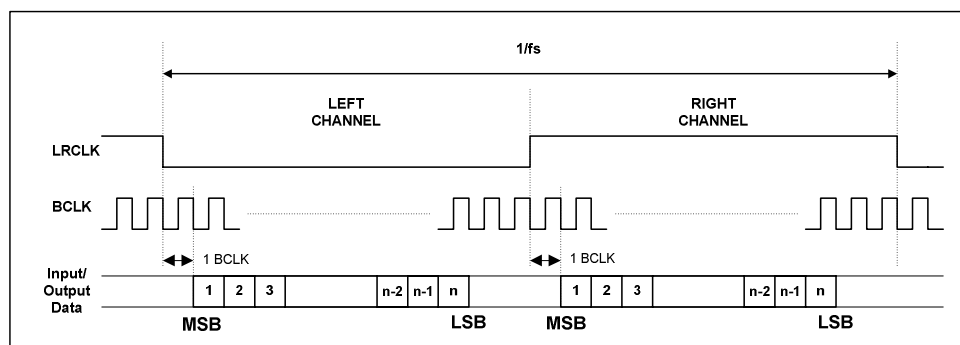 1/fs
LEFT
CHANNEL
RIGHT
CHANNEL
LRCLK
BCLK
1 BCLK
1 BCLK
Input/
Output
Data
1 2 3 n-2 n-1 n 1 2 3 n-2 n-1 n
MSB LSB MSB LSB